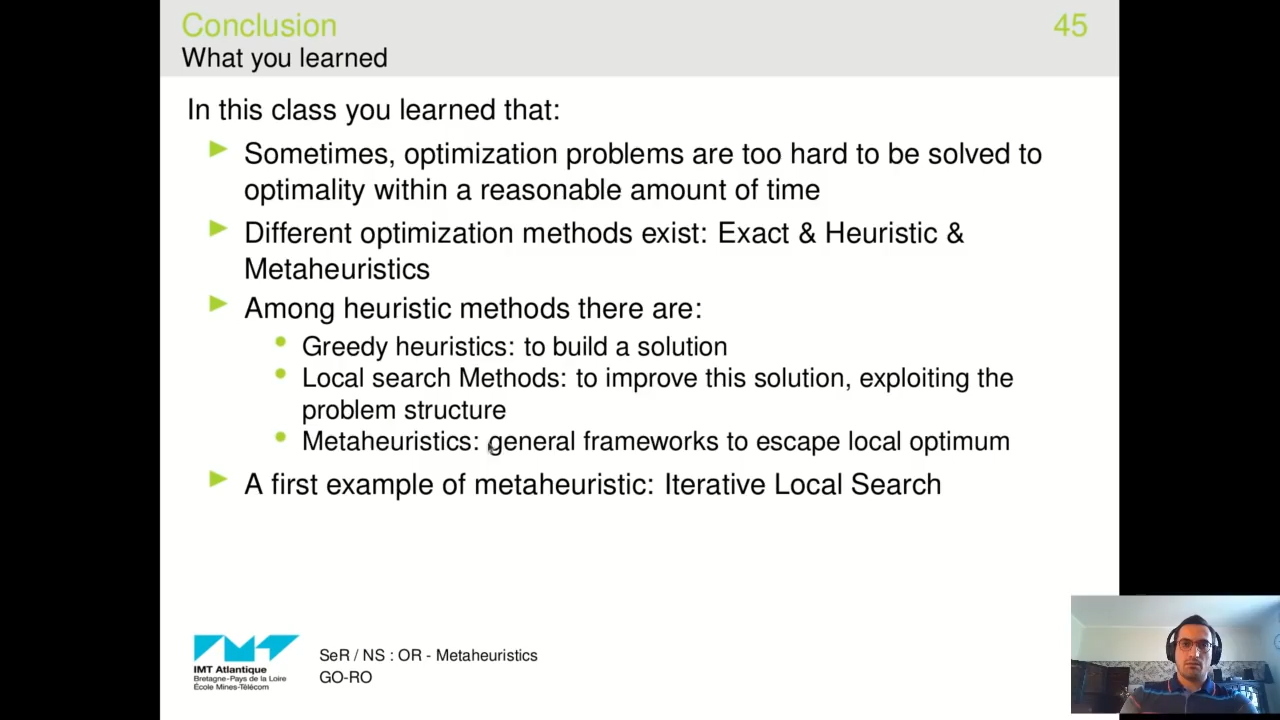 Conclusion
45
What you learned
In this class you learned that:
Sometimes, optimization problems are too hard to be solved to
optimality within a reasonable amount of time
Different optimization methods exist: Exact & Heuristic &
Metaheuristics
Among heuristic methods there are:
Greedy heuristics: to build a solution
Local search Methods: to improve this solution, exploiting the
problem structure
Metaheuristics: general frameworks to escape local optimum
A first example of metaheuristic: Iterative Local Search
IMT Atlantique
Bretagne-Pays de la Loire
École Mines-Télécom
SeR / NS : OR - Metaheuristics
GO-RO